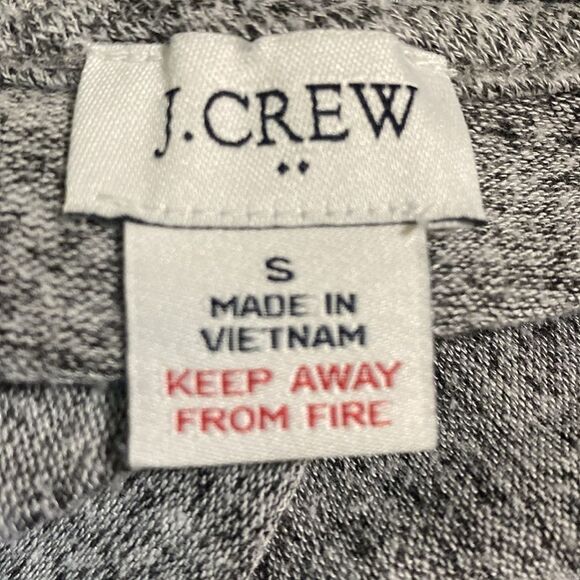 J.CREW
S
MADE IN
VIETNAM
KEEP AWAY
FROM FIRE